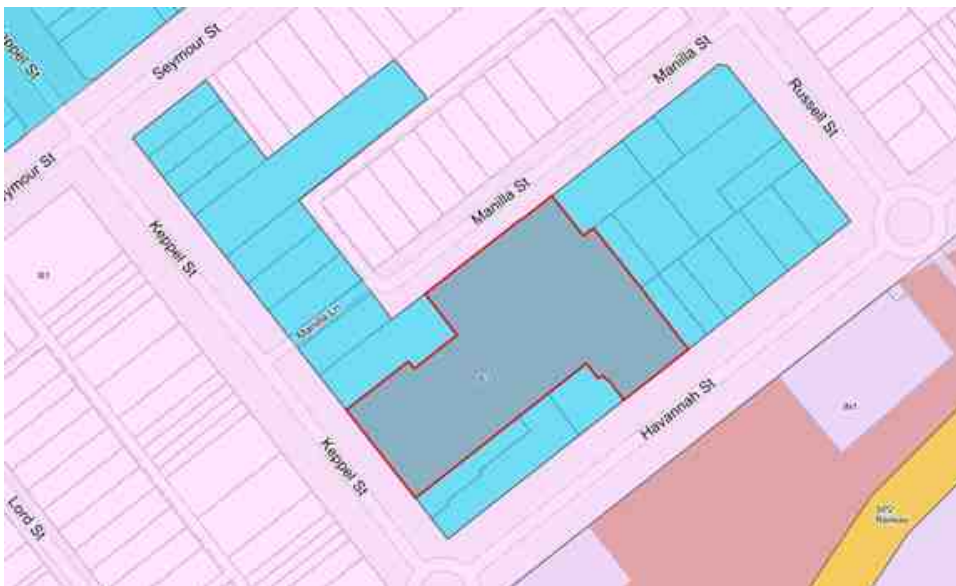 Seymour St
Manilla St
Russell St
Manilla St
Keppel St
Manilla Ln
Havannah St
Keppel St
Lord St